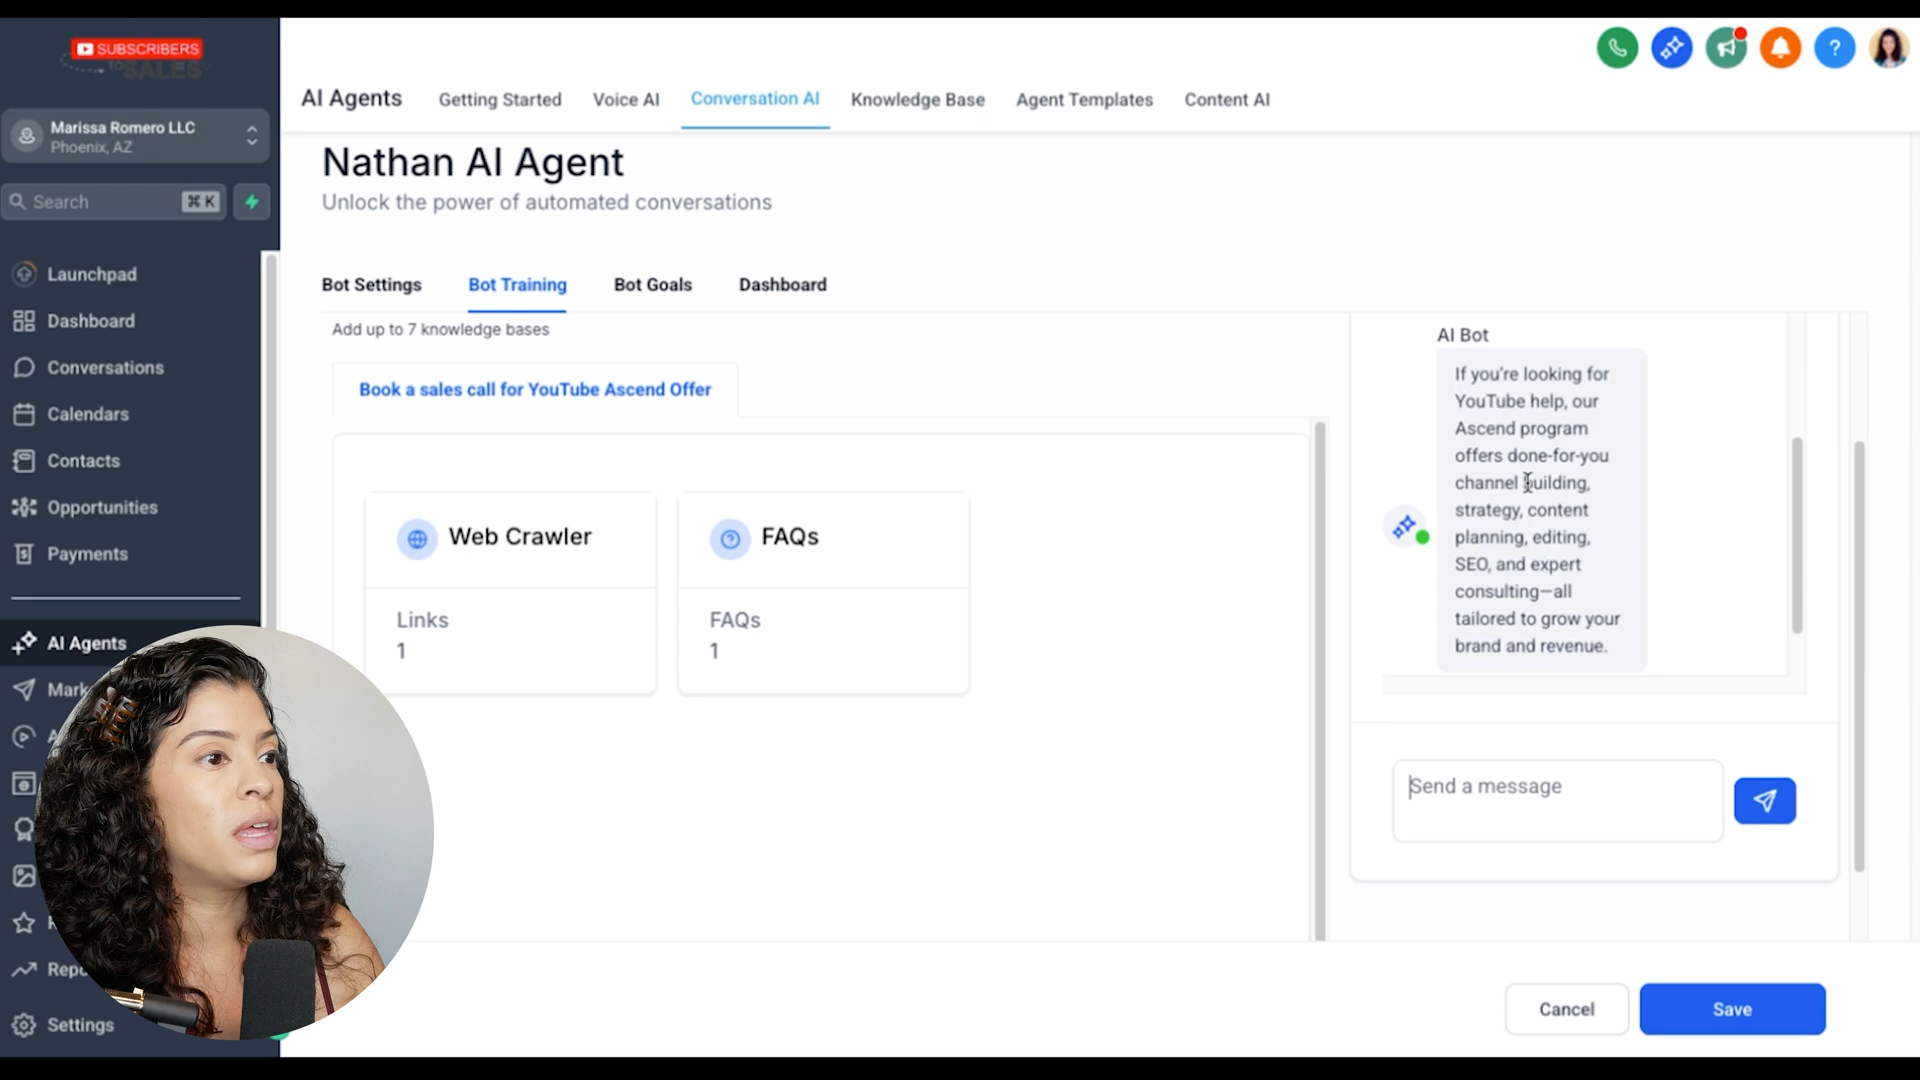 SUBSCRIBERS
TO SALES
Marissa Romero LLC
Phoenix, AZ
Search
⌘ K
Launchpad
Dashboard
Conversations
Calendars
Contacts
Opportunities
Payments
AI Agents
Settings
AI Agents
Getting Started
Voice AI
Conversation AI
Knowledge Base
Agent Templates
Content AI
?
Nathan AI Agent
Unlock the power of automated conversations
Bot Settings
Bot Training
Bot Goals
Dashboard
Add up to 7 knowledge bases
Book a sales call for YouTube Ascend Offer
Web Crawler
Links
1
FAQs
FAQs
1
AI Bot
If you're looking for
YouTube help, our
Ascend program
offers done-for-you
channel building,
strategy, content
planning, editing,
SEO, and expert
consulting—all
tailored to grow your
brand and revenue.
Send a message
Cancel
Save